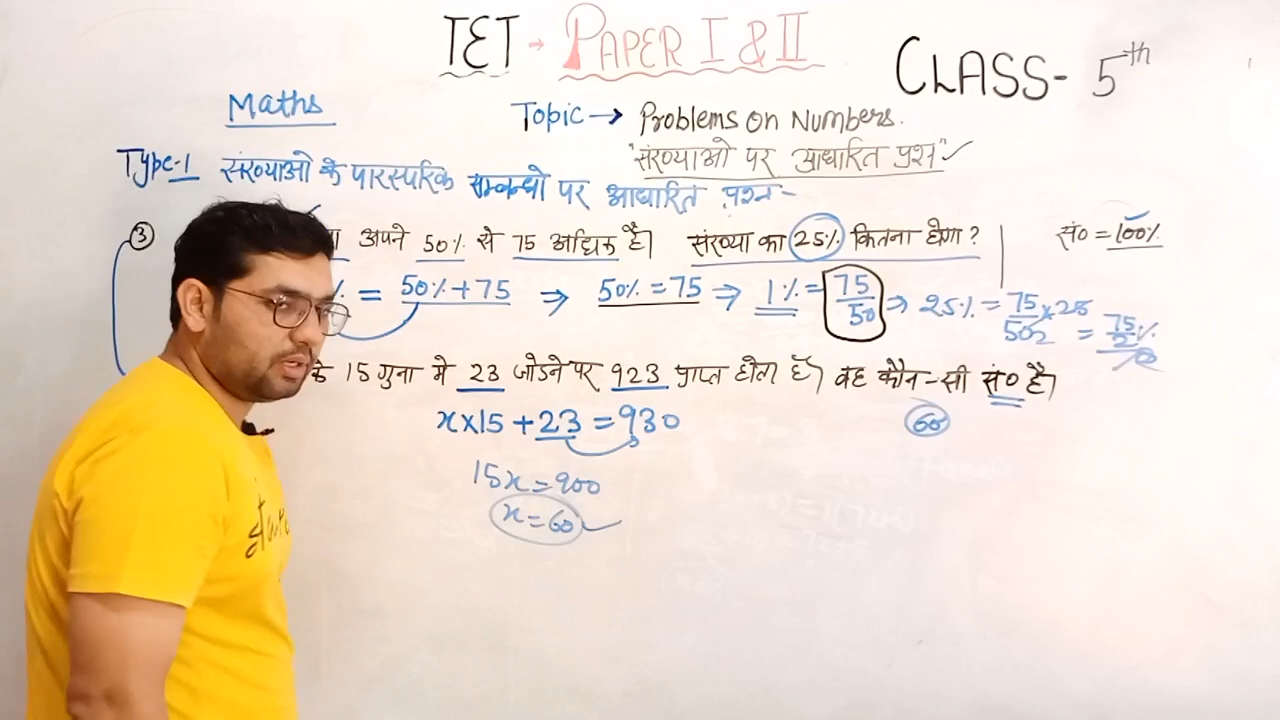 TET → PAPER I & II
CLASS- 5th
Maths
Topic → Problems On Numbers.
"संख्याओ पर आधारित प्रश्न" ✓
Type-1 संख्याओ के पारस्परिक सम्बन्धो पर आधारित प्रश्न-
③ अपने 50% से 75 अधिक है। संख्या का 25% कितना होगा? सं० = 100%
% = 50% + 75 ⇒ 50% = 75 ⇒ 1% = 75/50 ⇒ 25% = 75/50 × 25 = 75/2 %
के 15 गुना मे 23 जोडने पर 923 प्राप्त होता है। वह कौन-सी सं० है।
x×15 + 23 = 930
60
15x = 900
x = 60 ✓